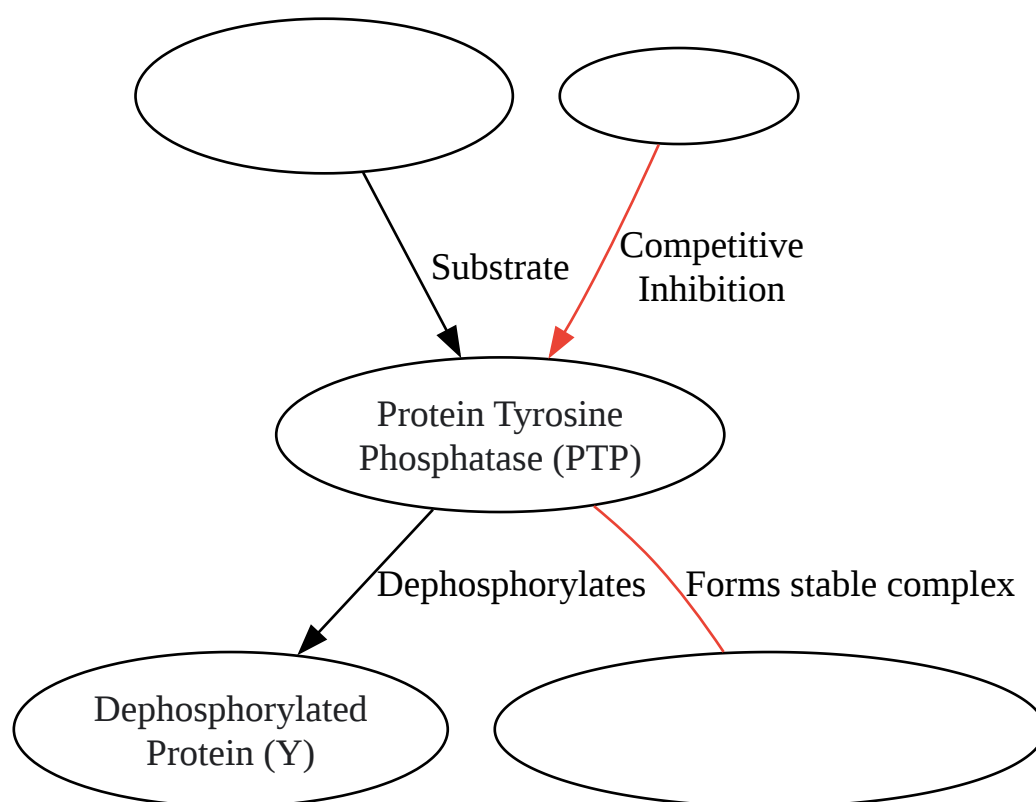 Substrate
Competitive
Inhibition
Protein Tyrosine
Phosphatase (PTP)
Dephosphorylates
Forms stable complex
Dephosphorylated
Protein (Y)